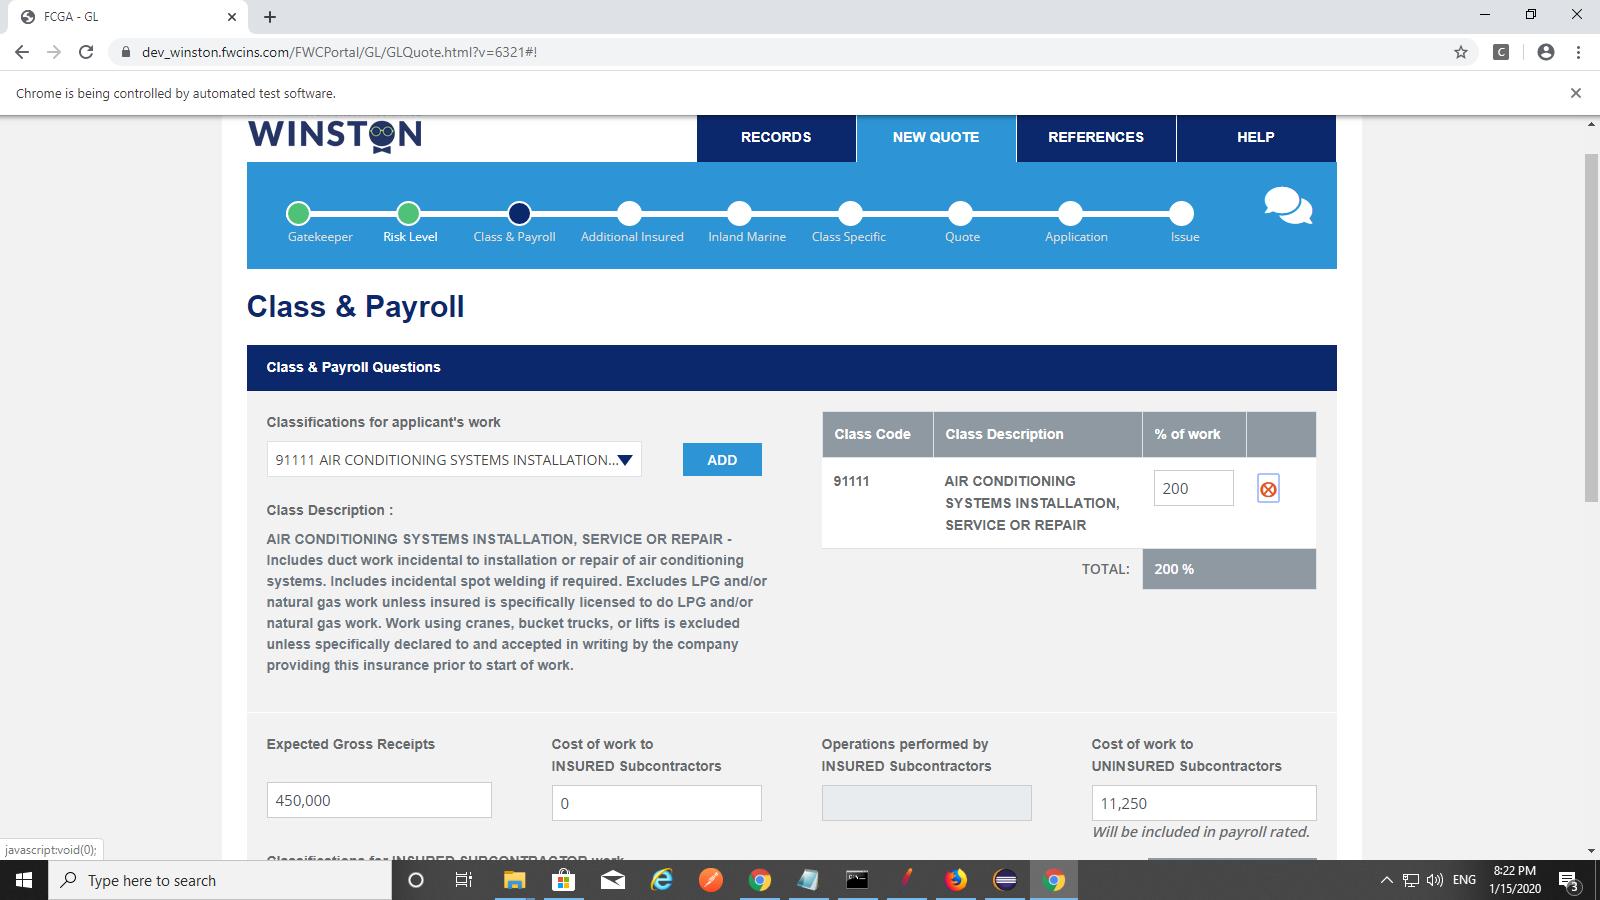 FCGA - GL
dev_winston.fwcins.com/FWCPortal/GL/GLQuote.html?v=6321#!
C
Chrome is being controlled by automated test software.
WINSTON
RECORDS
NEW QUOTE
REFERENCES
HELP
Gatekeeper
Risk Level
Class & Payroll
Additional Insured
Inland Marine
Class Specific
Quote
Application
Issue
Class & Payroll
Class & Payroll Questions
Classifications for applicant's work
91111 AIR CONDITIONING SYSTEMS INSTALLATION...
ADD
Class Description :
AIR CONDITIONING SYSTEMS INSTALLATION, SERVICE OR REPAIR -
Includes duct work incidental to installation or repair of air conditioning
systems. Includes incidental spot welding if required. Excludes LPG and/or
natural gas work unless insured is specifically licensed to do LPG and/or
natural gas work. Work using cranes, bucket trucks, or lifts is excluded
unless specifically declared to and accepted in writing by the company
providing this insurance prior to start of work.
Class Code
Class Description
% of work
91111
AIR CONDITIONING
SYSTEMS INSTALLATION,
SERVICE OR REPAIR
200
TOTAL:
200 %
Expected Gross Receipts
450,000
Cost of work to
INSURED Subcontractors
0
Operations performed by
INSURED Subcontractors
Cost of work to
UNINSURED Subcontractors
11,250
Will be included in payroll rated.
Classifications for INSURED SUBCONTRACTOR work
javascript:void(0);
Type here to search
ENG
8:22 PM
1/15/2020
3